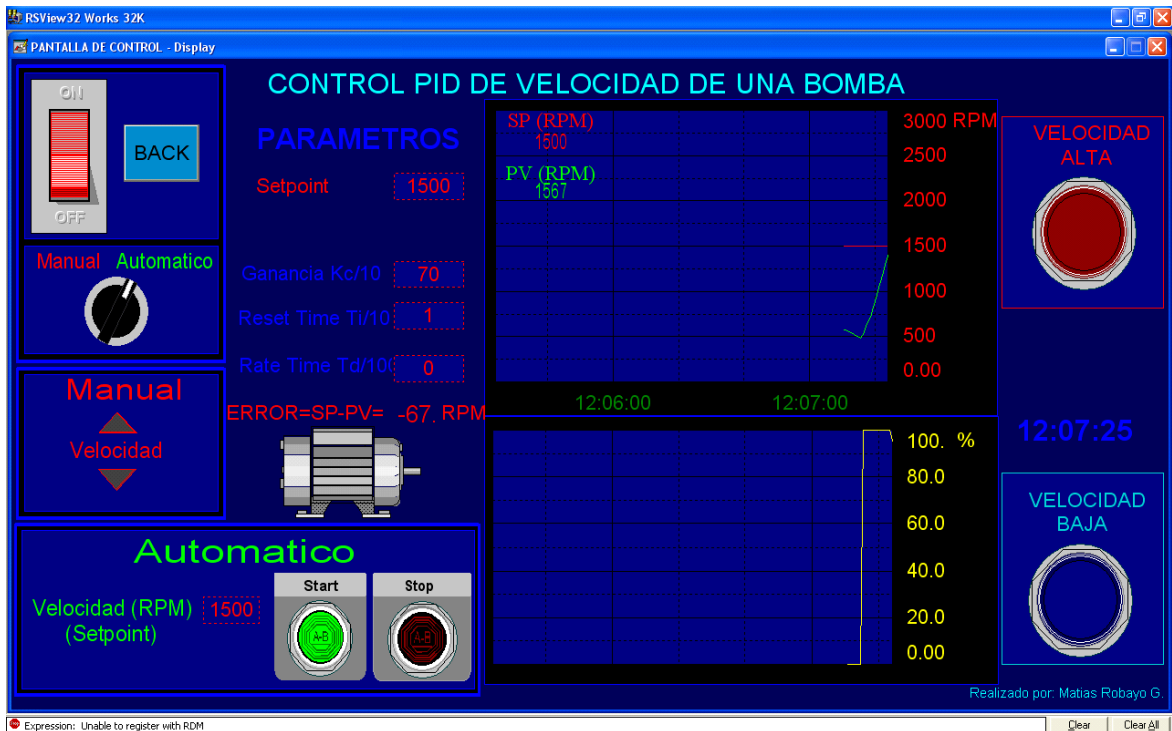 RSView32 Works 32K
PANTALLA DE CONTROL - Display
CONTROL PID DE VELOCIDAD DE UNA BOMBA
ON
OFF
BACK
Manual Automatico
PARAMETROS
Setpoint 1500
Ganancia Kc/10 70
Reset Time Ti/10 1
Rate Time Td/100 0
ERROR=SP-PV= -67. RPM
Manual
Velocidad
Automatico
Velocidad (RPM) 1500
(Setpoint)
Start
A-B
Stop
A-B
SP (RPM)
1500
PV (RPM)
1567
3000 RPM
2500
2000
1500
1000
500
0.00
12:06:00 12:07:00
100. %
80.0
60.0
40.0
20.0
0.00
VELOCIDAD
ALTA
12:07:25
VELOCIDAD
BAJA
Realizado por: Matias Robayo G.
Expression: Unable to register with RDM
Clear Clear All